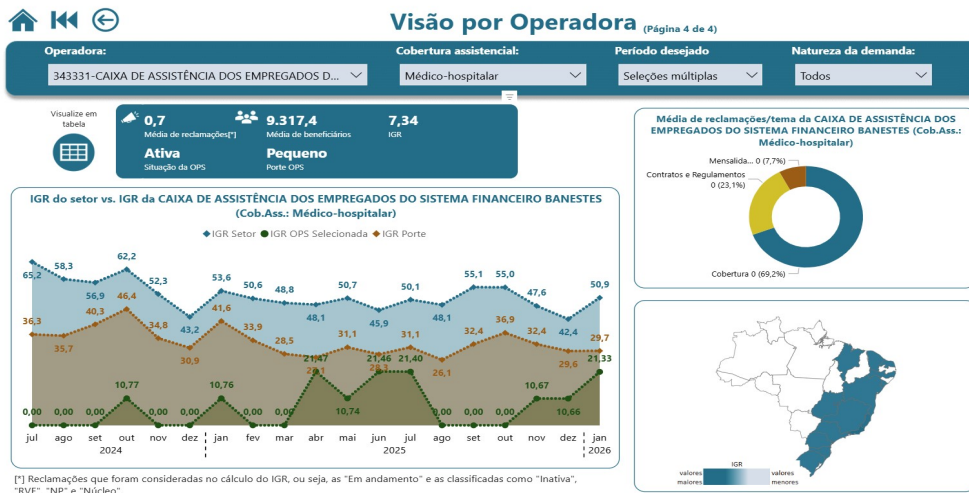 Visão por Operadora (Página 4 de 4)
Operadora:
Cobertura assistencial:
Período desejado
Natureza da demanda:
343331-CAIXA DE ASSISTÊNCIA DOS EMPREGADOS D...
Médico-hospitalar
Seleções múltiplas
Todos
Visualize em
tabela
0,7
Média de reclamações[*]
9.317,4
Média de beneficiários
7,34
IGR
Ativa
Situação da OPS
Pequeno
Porte OPS
IGR do setor vs. IGR da CAIXA DE ASSISTÊNCIA DOS EMPREGADOS DO SISTEMA FINANCEIRO BANESTES
(Cob.Ass.: Médico-hospitalar)
IGR Setor IGR OPS Selecionada IGR Porte
65,2 58,3 56,9 62,2 52,3 43,2 53,6 50,6 48,8 48,1 50,7 45,9 50,1 48,1 55,1 55,0 47,6 42,4 50,9
36,3 35,7 40,3 46,4 34,8 30,9 41,6 33,9 28,5 31,1 31,1 26,1 32,4 36,9 32,4 29,6 29,7
0,00 0,00 0,00 10,77 0,00 0,00 10,76 0,00 0,00 21,47 10,74 21,46 21,40 0,00 0,00 0,00 10,67 10,66 21,33
jul ago set out nov dez jan fev mar abr mai jun jul ago set out nov dez jan
2024 2025 2026
[*] Reclamações que foram consideradas no cálculo do IGR, ou seja, as "Em andamento" e as classificadas como "Inativa",
"RVE", "NP" e "Núcleo"
Média de reclamações/tema da CAIXA DE ASSISTÊNCIA DOS
EMPREGADOS DO SISTEMA FINANCEIRO BANESTES (Cob.Ass.:
Médico-hospitalar)
Mensalida... 0 (7,7%)
Contratos e Regulamentos
0 (23,1%)
Cobertura 0 (69,2%)
IGR
valores
maiores
valores
menores